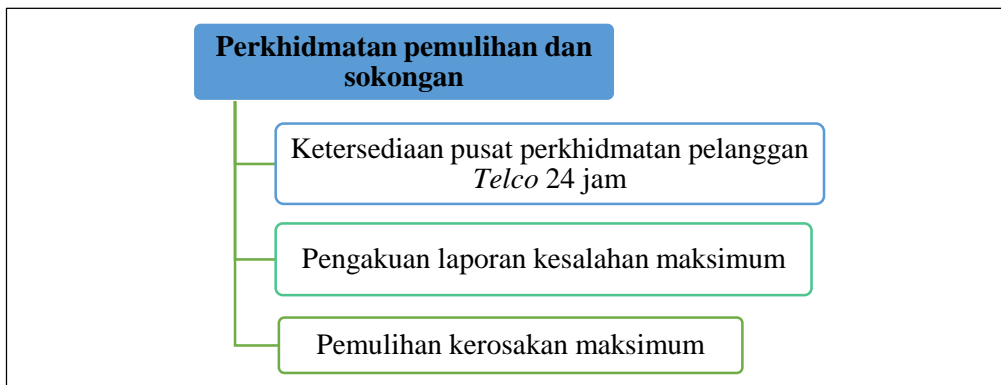 Perkhidmatan pemulihan dan
sokongan
Ketersediaan pusat perkhidmatan pelanggan
Telco 24 jam
Pengakuan laporan kesalahan maksimum
Pemulihan kerosakan maksimum